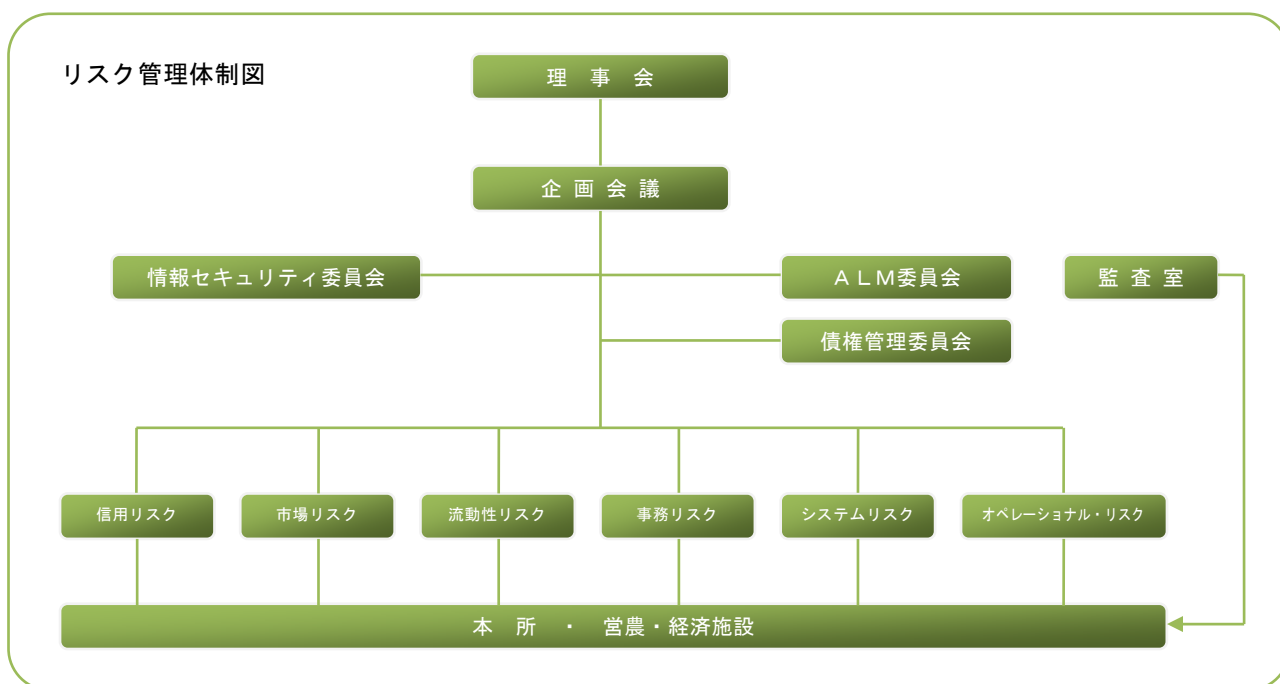 リスク管理体制図
理 事 会
企 画 会 議
情報セキュリティ委員会
ＡＬＭ委員会
監 査 室
債権管理委員会
信用リスク
市場リスク
流動性リスク
事務リスク
システムリスク
オペレーショナル・リスク
本 所 ・ 営農・経済施設